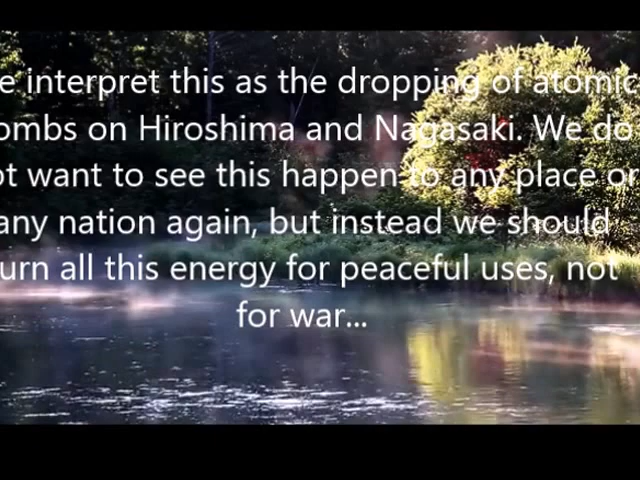 e interpret this as the dropping of atomic
ombs on Hiroshima and Nagasaki. We do
ot want to see this happen to any place or
any nation again, but instead we should
urn all this energy for peaceful uses, not
for war...